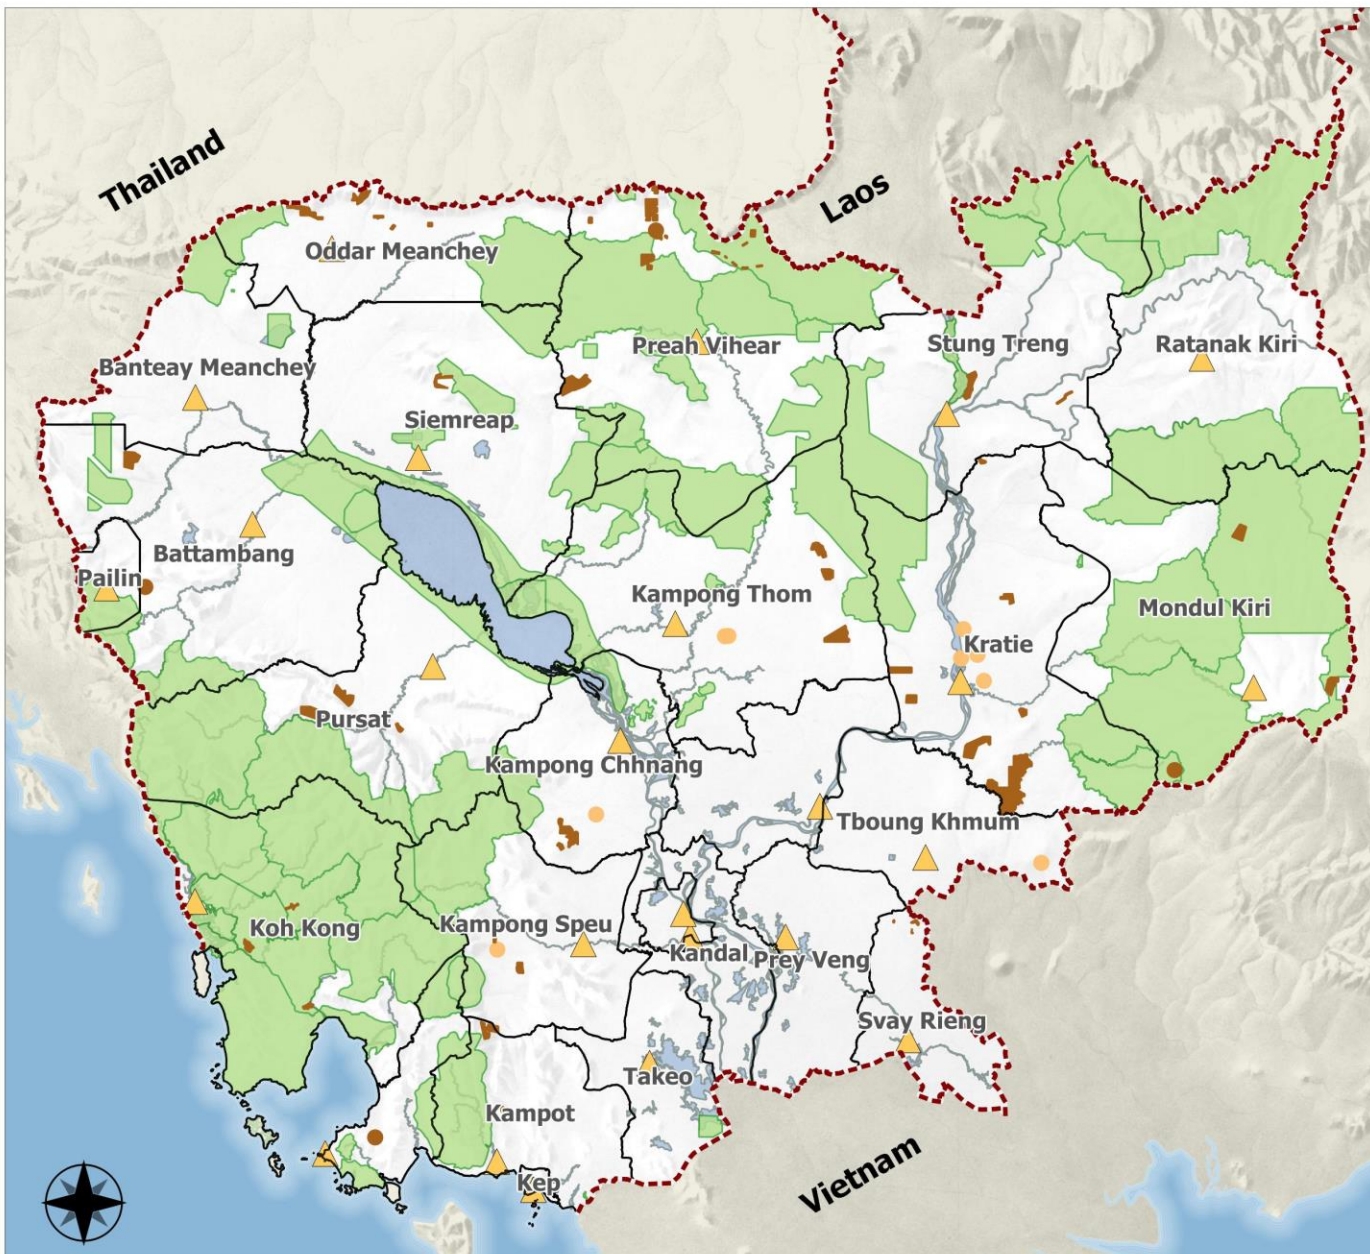 Thailand
Laos
Oddar Meanchey
Preah Vihear
Stung Treng
Ratanak Kiri
Banteay Meanchey
Siemreap
Battambang
Pailin
Kampong Thom
Mondul Kiri
Kratie
Pursat
Kampong Chhnang
Tboung Khmum
Koh Kong
Kampong Speu
Kandal
Prey Veng
Svay Rieng
Takeo
Kampot
Kep
Vietnam